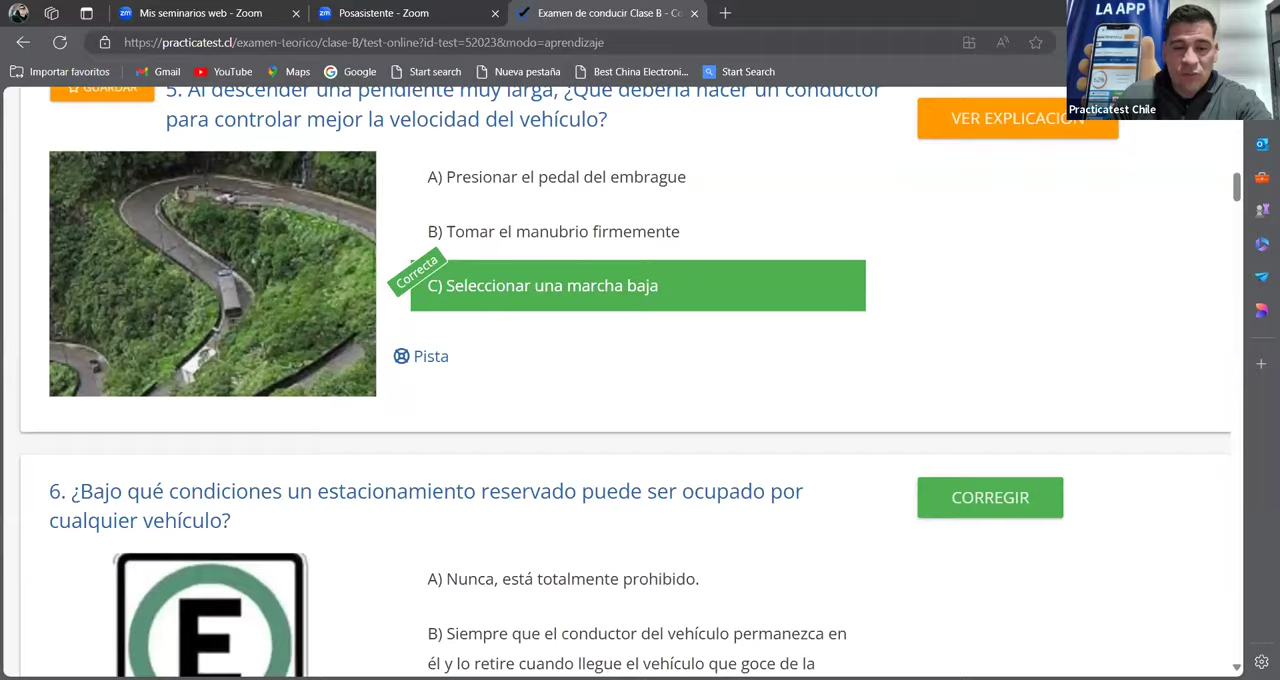 Mis seminarios web - Zoom
Posasistente - Zoom
Examen de conducir Clase B - Co
https://practicatest.cl/examen-teorico/clase-B/test-online?id-test=52023&modo=aprendizaje
Importar favoritos
Gmail
YouTube
Maps
Google
Start search
Nueva pestaña
Best China Electroni...
Start Search
LA APP
Practicatest Chile
GUARDAR
5. Al descender una pendiente muy larga, ¿Qué debería hacer un conductor
para controlar mejor la velocidad del vehículo?
VER EXPLICACIÓN
A) Presionar el pedal del embrague
B) Tomar el manubrio firmemente
Correcta
C) Seleccionar una marcha baja
Pista
6. ¿Bajo qué condiciones un estacionamiento reservado puede ser ocupado por
cualquier vehículo?
CORREGIR
E
A) Nunca, está totalmente prohibido.
B) Siempre que el conductor del vehículo permanezca en
él y lo retire cuando llegue el vehículo que goce de la